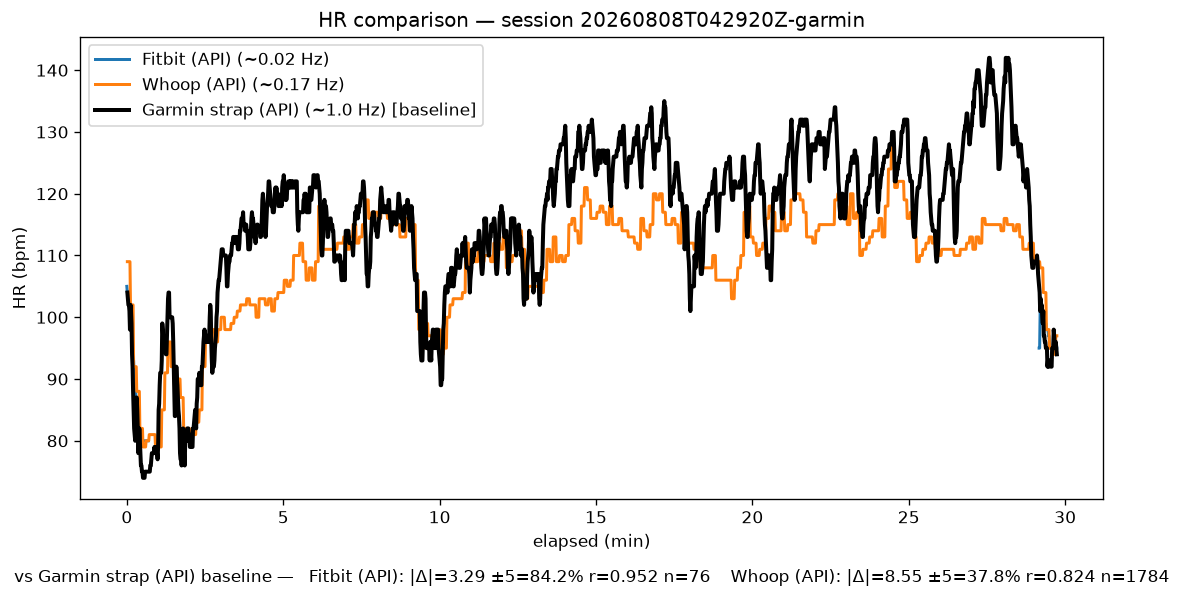 HR comparison — session 20260808T042920Z-garmin
Fitbit (API) (~0.02 Hz)
Whoop (API) (~0.17 Hz)
Garmin strap (API) (~1.0 Hz) [baseline]
HR (bpm)
140
130
120
110
100
90
80
0 5 10 15 20 25 30
elapsed (min)
vs Garmin strap (API) baseline — Fitbit (API): |Δ|=3.29 ±5=84.2% r=0.952 n=76 Whoop (API): |Δ|=8.55 ±5=37.8% r=0.824 n=1784